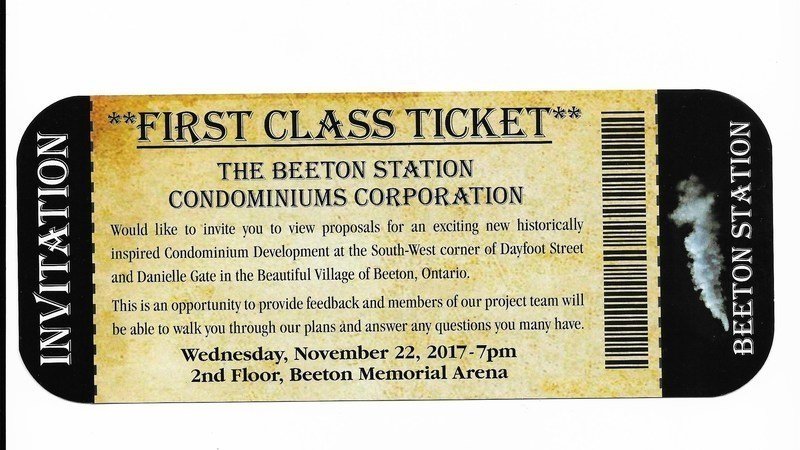 INVITATION
**FIRST CLASS TICKET**
THE BEETON STATION
CONDOMINIUMS CORPORATION
Would like to invite you to view proposals for an exciting new historically
inspired Condominium Development at the South-West corner of Dayfoot Street
and Danielle Gate in the Beautiful Village of Beeton, Ontario.
This is an opportunity to provide feedback and members of our project team will
be able to walk you through our plans and answer any questions you many have.
Wednesday, November 22, 2017-7pm
2nd Floor, Beeton Memorial Arena
BEETON STATION